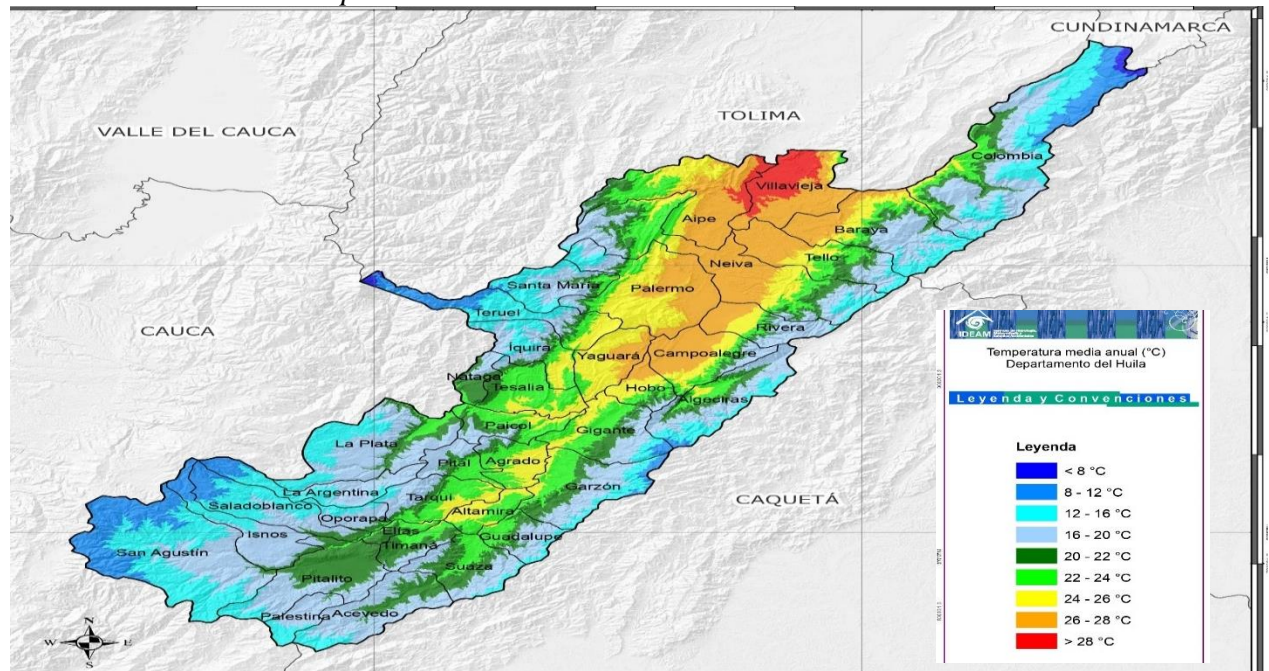 CUNDINAMARCA
TOLIMA
VALLE DEL CAUCA
Colombia
Villavieja
Aipe
Baraya
Neiva
Tello
Santa María
Palermo
Teruel
CAUCA
Rivera
Iquira
Yaguará
Campoalegre
Nátaga
Tesalia
Hobo
Algeciras
Paicol
Gigante
La Plata
Pital
Agrado
Garzón
CAQUETÁ
La Argentina
Tarqui
Saladoblanco
Oporapa
Altamira
Isnos
Elías
Guadalupe
San Agustín
Timaná
Suaza
Pitalito
Palestina
Acevedo
N
W
E
S
IDEAM
Temperatura media anual (°C)
Departamento del Huila
Leyenda y Convenciones
Leyenda
< 8 °C
8 - 12 °C
12 - 16 °C
16 - 20 °C
20 - 22 °C
22 - 24 °C
24 - 26 °C
26 - 28 °C
> 28 °C